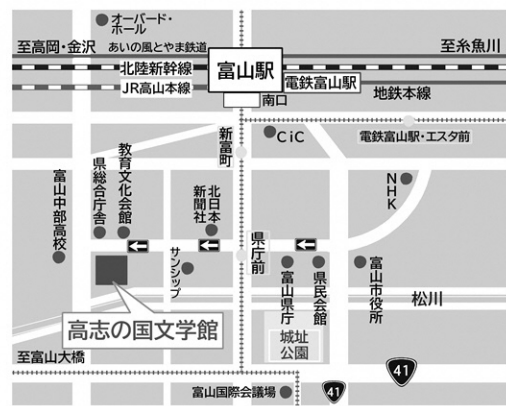 オーバード・
ホール
至高岡・金沢
あいの風とやま鉄道
富山駅
至糸魚川
北陸新幹線
電鉄富山駅
JR高山本線
南口
地鉄本線
新富町
CiC
電鉄富山駅・エスタ前
教育文化会館
県総合庁舎
富山中部高校
北日本
新聞社
NHK
サンシップ
県庁前
富山県庁
県民会館
富山市役所
松川
高志の国文学館
城址
公園
至富山大橋
41
富山国際会議場
41